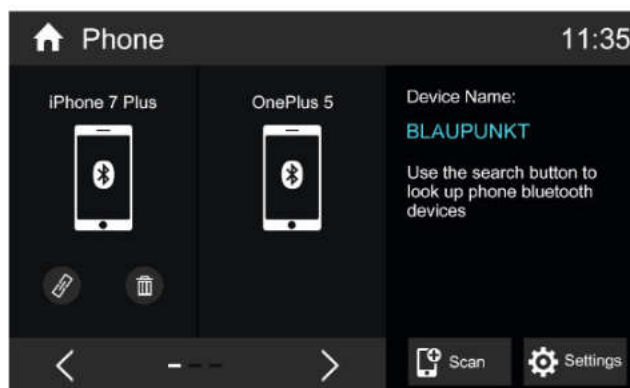 Phone
11:35
iPhone 7 Plus
OnePlus 5
Device Name:
BLAUPUNKT
Use the search button to
look up phone bluetooth
devices
Scan
Settings